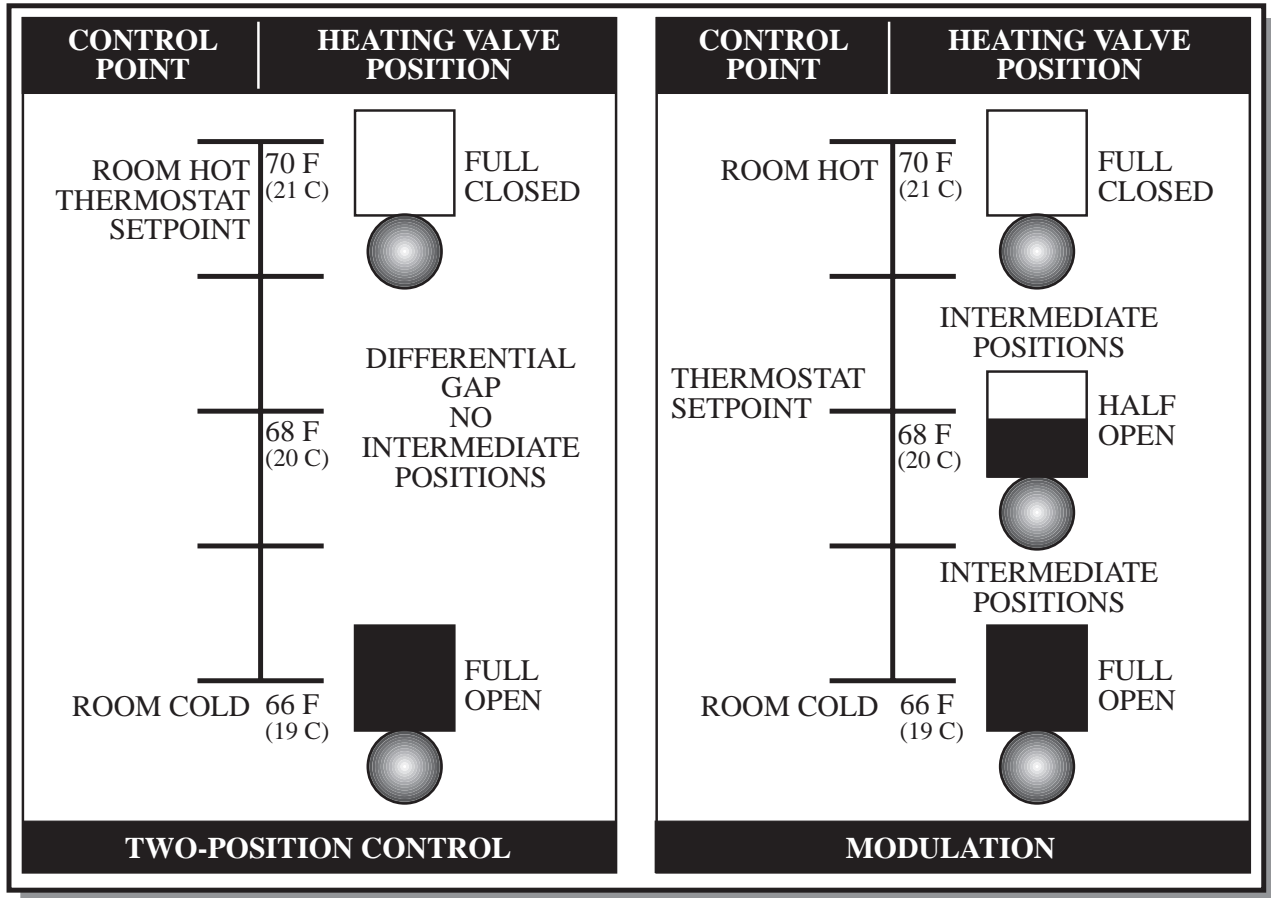 CONTROL
POINT
HEATING VALVE
POSITION
ROOM HOT
THERMOSTAT
SETPOINT
70 F
(21 C)
FULL
CLOSED
DIFFERENTIAL
GAP
NO
INTERMEDIATE
POSITIONS
68 F
(20 C)
ROOM COLD
66 F
(19 C)
FULL
OPEN
TWO-POSITION CONTROL
CONTROL
POINT
HEATING VALVE
POSITION
ROOM HOT
70 F
(21 C)
FULL
CLOSED
INTERMEDIATE
POSITIONS
THERMOSTAT
SETPOINT
68 F
(20 C)
HALF
OPEN
INTERMEDIATE
POSITIONS
ROOM COLD
66 F
(19 C)
FULL
OPEN
MODULATION